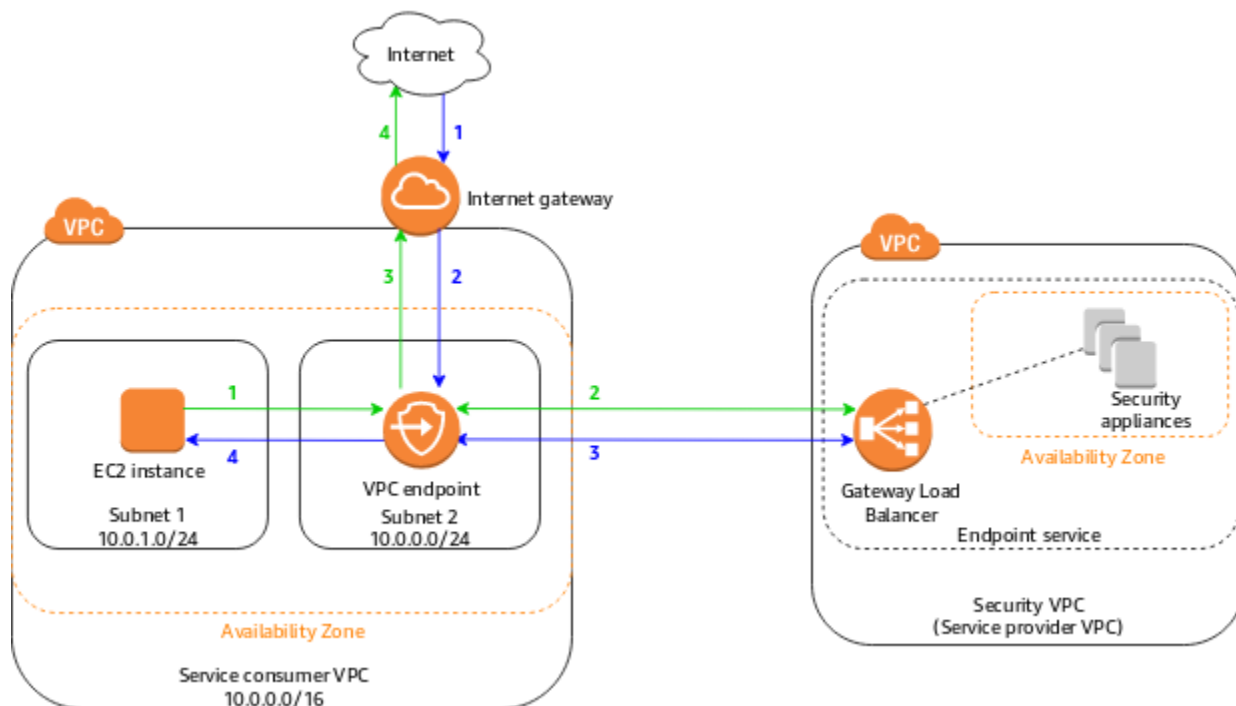 Internet
4
1
Internet gateway
VPC
VPC
3
2
1
2
4
3
EC2 instance
VPC endpoint
Subnet 1
10.0.1.0/24
Subnet 2
10.0.0.0/24
Security
appliances
Availability Zone
Gateway Load
Balancer
Endpoint service
Availability Zone
Security VPC
(Service provider VPC)
Service consumer VPC
10.0.0.0/16